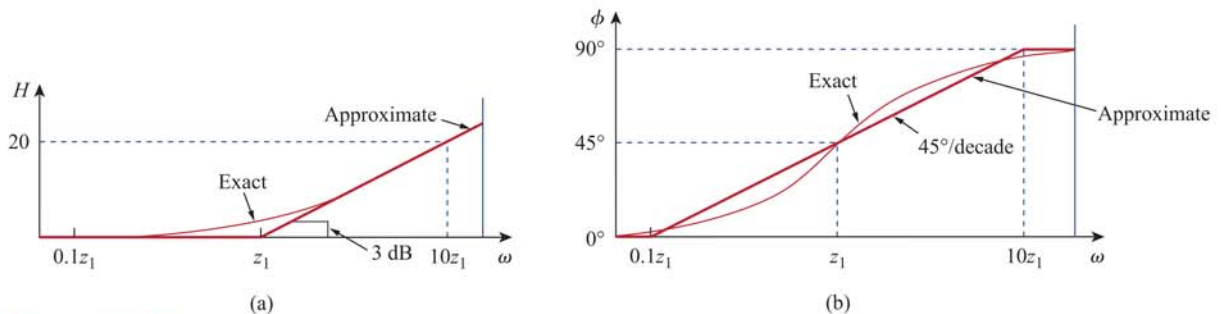 H
20
Approximate
Exact
3 dB
0.1z₁
z₁
10z₁
ω
(a)
ϕ
90°
45°
0°
Exact
Approximate
45°/decade
0.1z₁
z₁
10z₁
ω
(b)